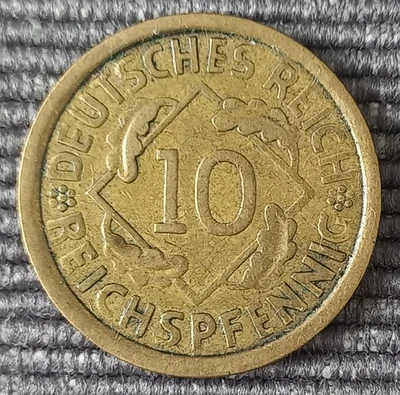 DEUTSCHES REICH
10
REICHSPFENNIG